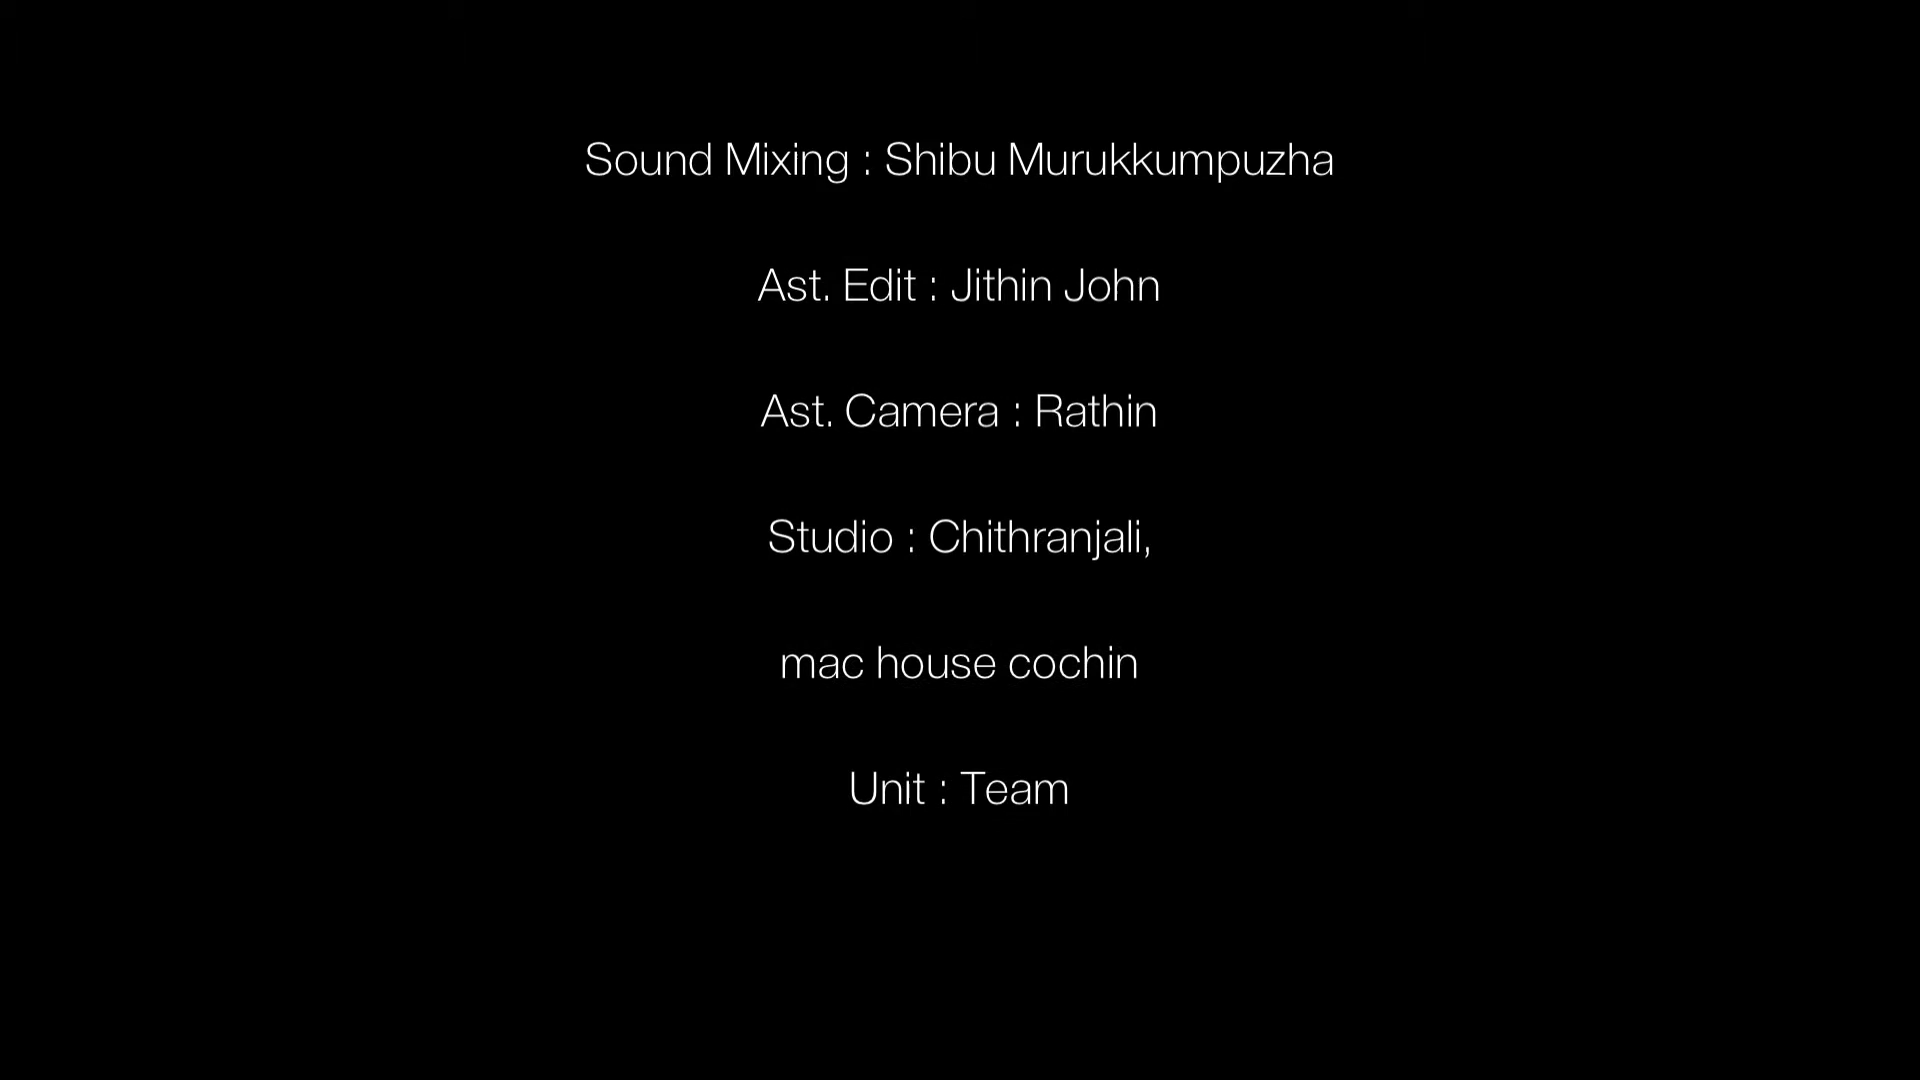 Sound Mixing : Shibu Murukkumpuzha
Ast. Edit : Jithin John
Ast. Camera : Rathin
Studio : Chithranjali,
mac house cochin
Unit : Team